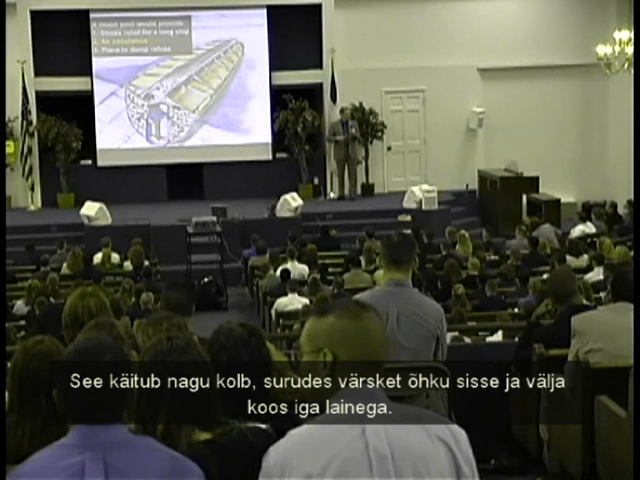 A moon pool would provide
1. Stress relief for a long ship
2. Air circulation
3. Place to dump refuse
See käitub nagu kolb, surudes värsket õhku sisse ja välja
koos iga lainega.